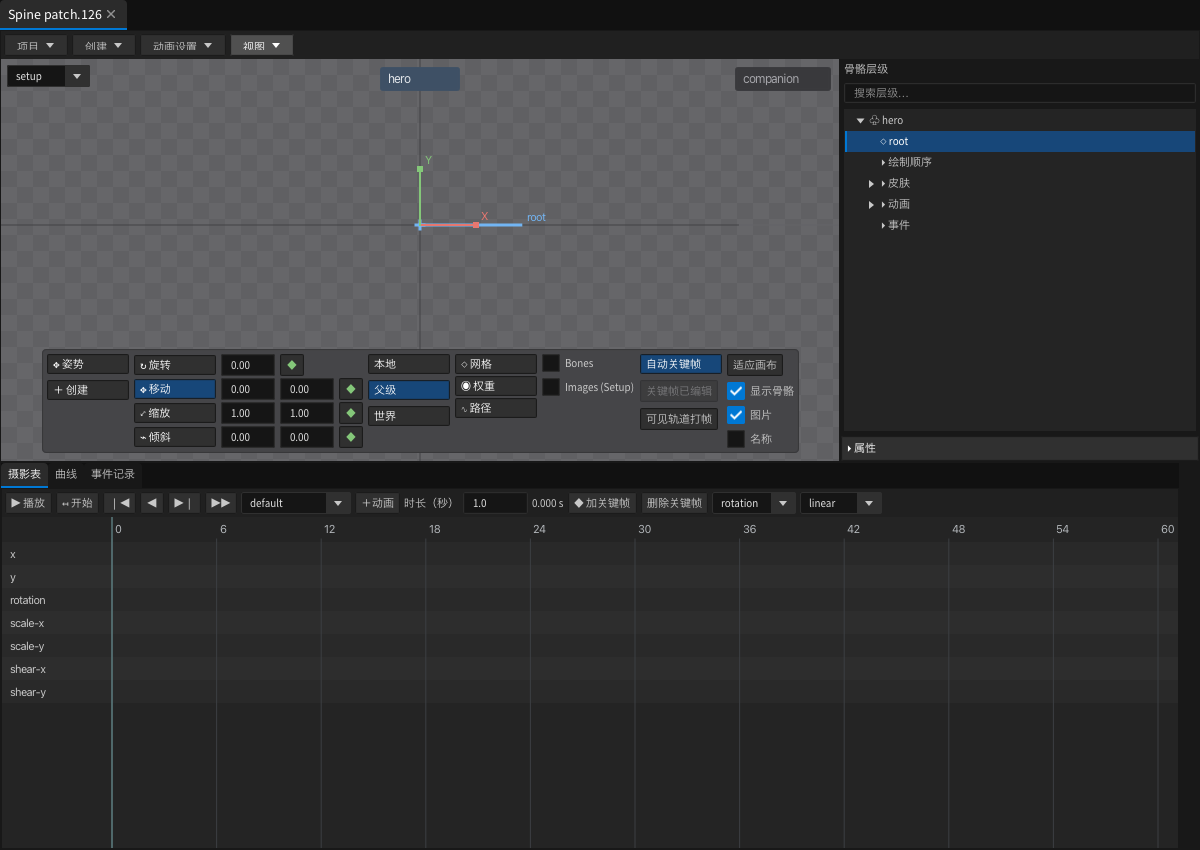 Spine patch.126
项目 创建 动画设置 视图
setup
hero
companion
Y
X
root
姿势
创建
旋转 0.00
移动 0.00 0.00
缩放 1.00 1.00
倾斜 0.00 0.00
本地
父级
世界
网格
权重
路径
Bones
Images (Setup)
自动关键帧
关键帧已编辑
可见轨道打帧
适应画布
显示骨骼
图片
名称
骨骼层级
搜索层级…
hero
root
绘制顺序
皮肤
动画
事件
属性
摄影表 曲线 事件记录
播放 开始 default +动画 时长（秒） 1.0 0.000 s 加关键帧 删除关键帧 rotation linear
0 6 12 18 24 30 36 42 48 54 60
x
y
rotation
scale-x
scale-y
shear-x
shear-y